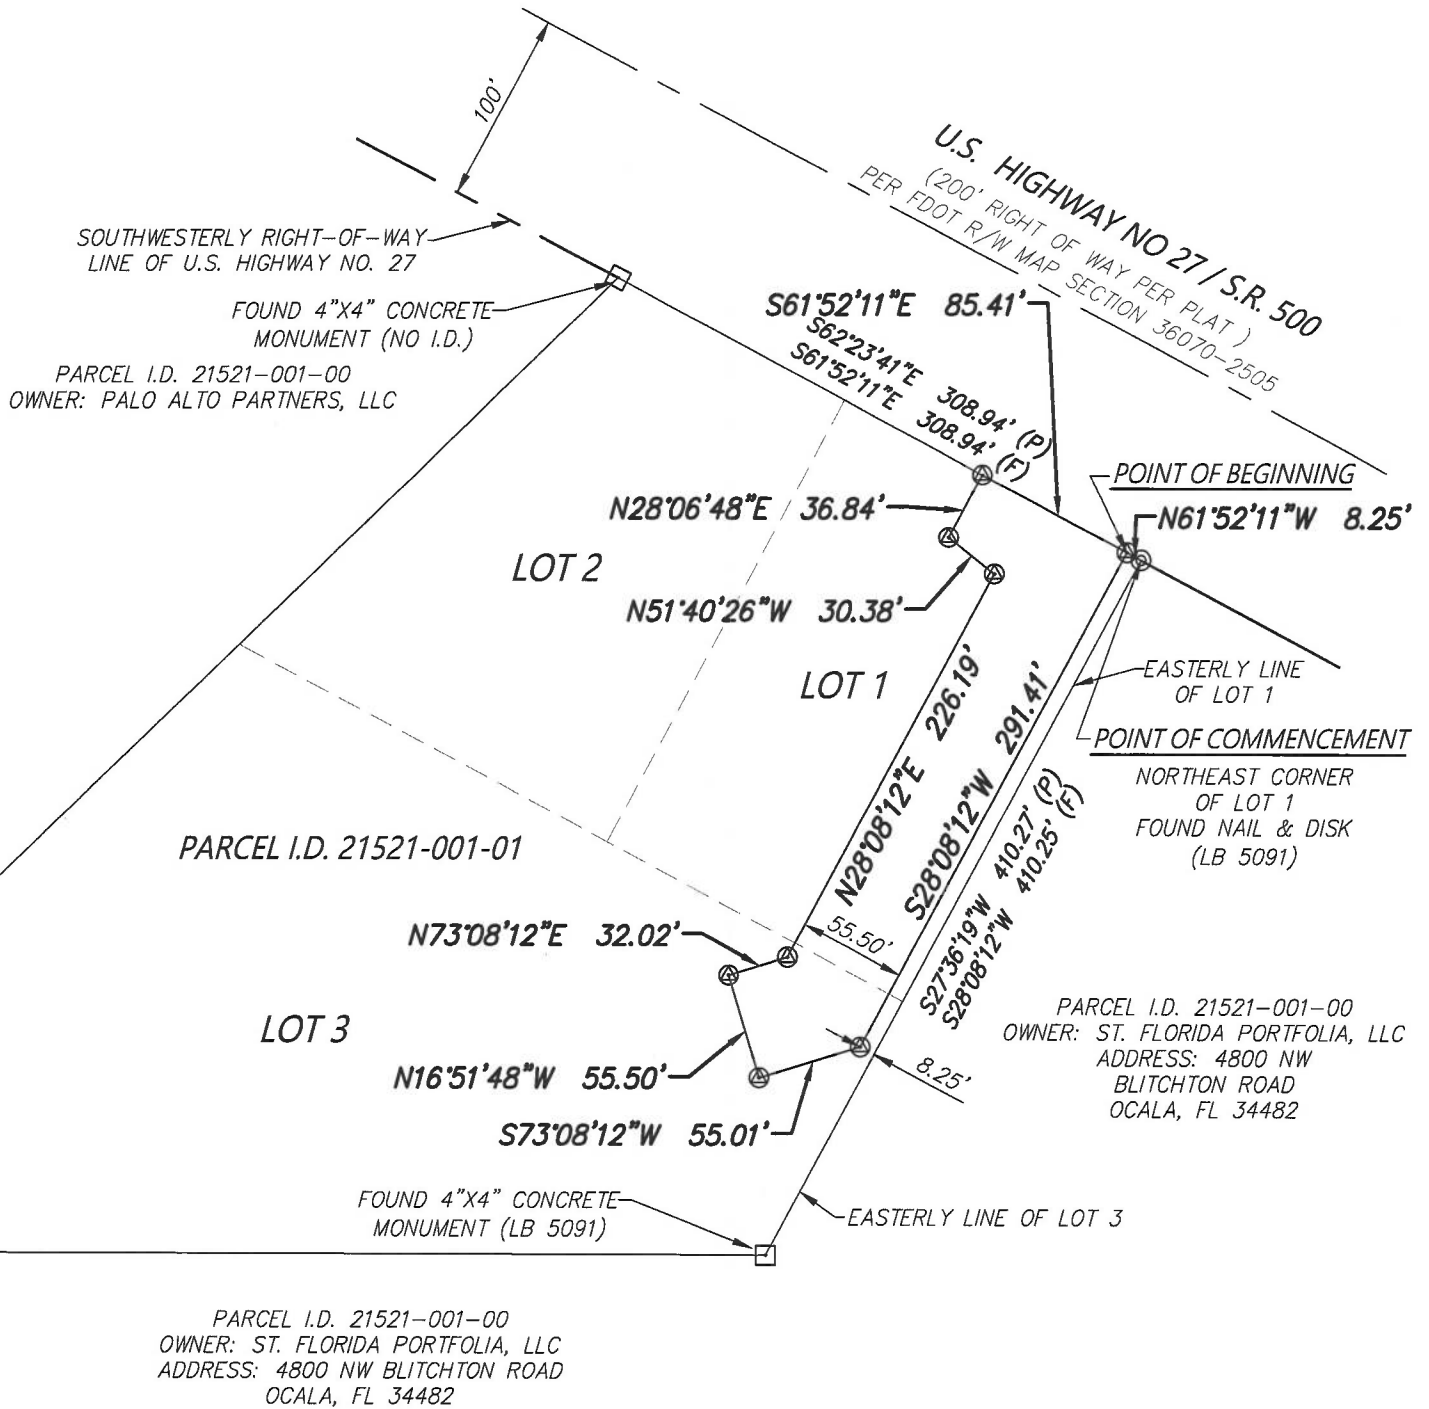 100'
U.S. HIGHWAY NO 27 / S.R. 500
(200' RIGHT OF WAY PER PLAT )
PER FDOT R/W MAP SECTION 36070-2505
SOUTHWESTERLY RIGHT-OF-WAY
LINE OF U.S. HIGHWAY NO. 27
FOUND 4"X4" CONCRETE
MONUMENT (NO I.D.)
PARCEL I.D. 21521-001-00
OWNER: PALO ALTO PARTNERS, LLC
S61°52'11"E 85.41'
S62°23'41"E 308.94' (P)
S61°52'11"E 308.94' (F)
POINT OF BEGINNING
N61°52'11"W 8.25'
N28°06'48"E 36.84'
LOT 2
N51°40'26"W 30.38'
LOT 1
EASTERLY LINE
OF LOT 1
POINT OF COMMENCEMENT
NORTHEAST CORNER
OF LOT 1
FOUND NAIL & DISK
(LB 5091)
N28°08'12"E 226.19'
S28°08'12"W 291.41'
S27°36'19"W 410.27' (P)
S28°08'12"W 410.25' (F)
PARCEL I.D. 21521-001-01
N73°08'12"E 32.02'
55.50'
LOT 3
PARCEL I.D. 21521-001-00
OWNER: ST. FLORIDA PORTFOLIA, LLC
ADDRESS: 4800 NW
BLITCHTON ROAD
OCALA, FL 34482
N16°51'48"W 55.50'
8.25'
S73°08'12"W 55.01'
FOUND 4"X4" CONCRETE
MONUMENT (LB 5091)
EASTERLY LINE OF LOT 3
PARCEL I.D. 21521-001-00
OWNER: ST. FLORIDA PORTFOLIA, LLC
ADDRESS: 4800 NW BLITCHTON ROAD
OCALA, FL 34482